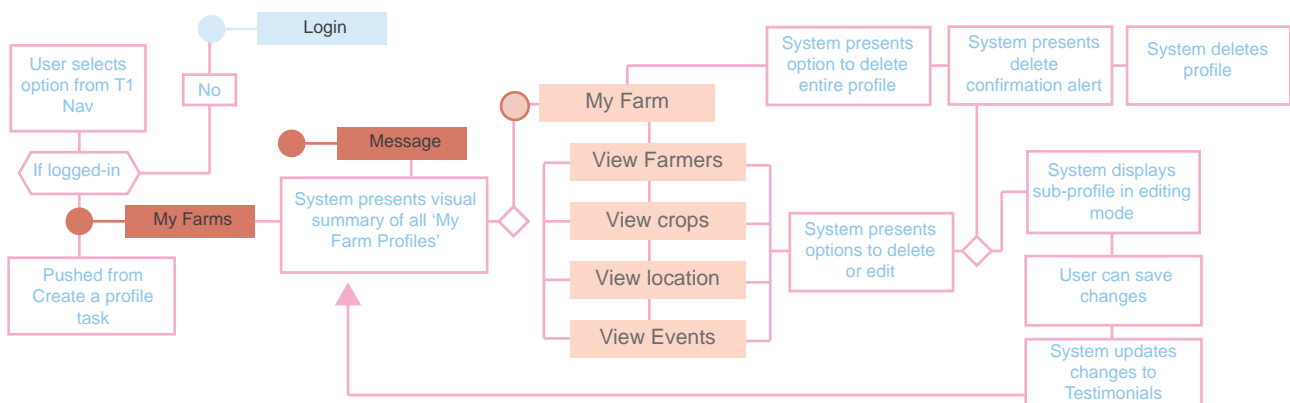 Login
User selects
option from T1
Nav
No
If logged-in
Message
My Farms
System presents visual
summary of all ‘My
Farm Profiles’
Pushed from
Create a profile
task
My Farm
View Farmers
View crops
View location
View Events
System presents
option to delete
entire profile
System presents
delete
confirmation alert
System deletes
profile
System presents
options to delete
or edit
System displays
sub-profile in editing
mode
User can save
changes
System updates
changes to
Testimonials